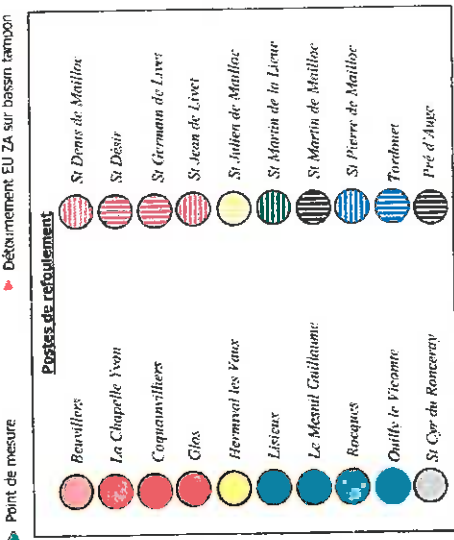 Point de mesure
Détournement EU ZA sur bassin tampon
Postes de refoulement
Beuvillers
La Chapelle Yvon
Coquainvilliers
Glos
Hermival les Vaux
Lisieux
Le Mesnil Guillaume
Rocques
Ouilly le Vicomte
St Cyr du Ronceray
St Denis de Mailloc
St Désir
St Germain de Livet
St Jean de Livet
St Julien de Mailloc
St Martin de la Lieue
St Martin de Mailloc
St Pierre de Mailloc
Tordouet
Pré d'Auge